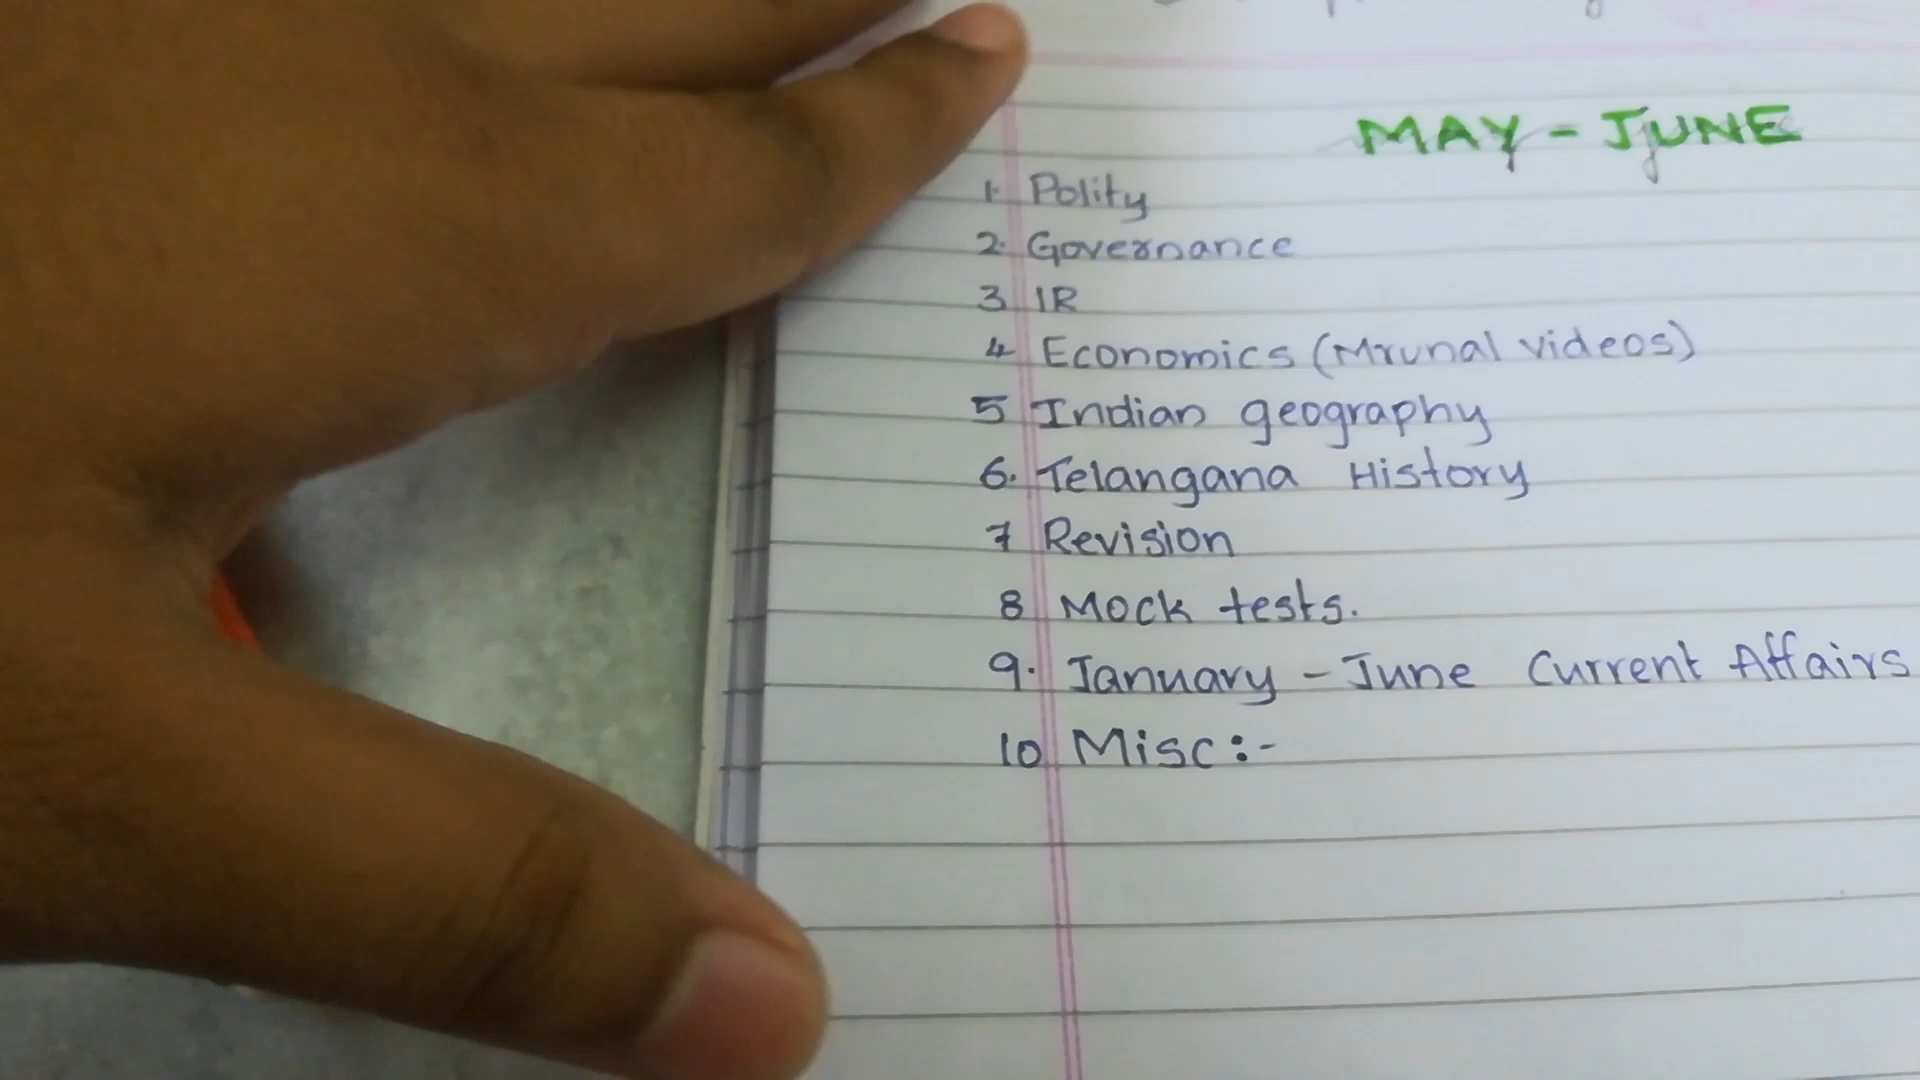 MAY - JUNE
1. Polity
2. Governance
3 IR
4 Economics (Mrunal videos)
5 Indian geography
6. Telangana History
7 Revision
8 Mock tests.
9. January - June Current Affairs
10 Misc:-